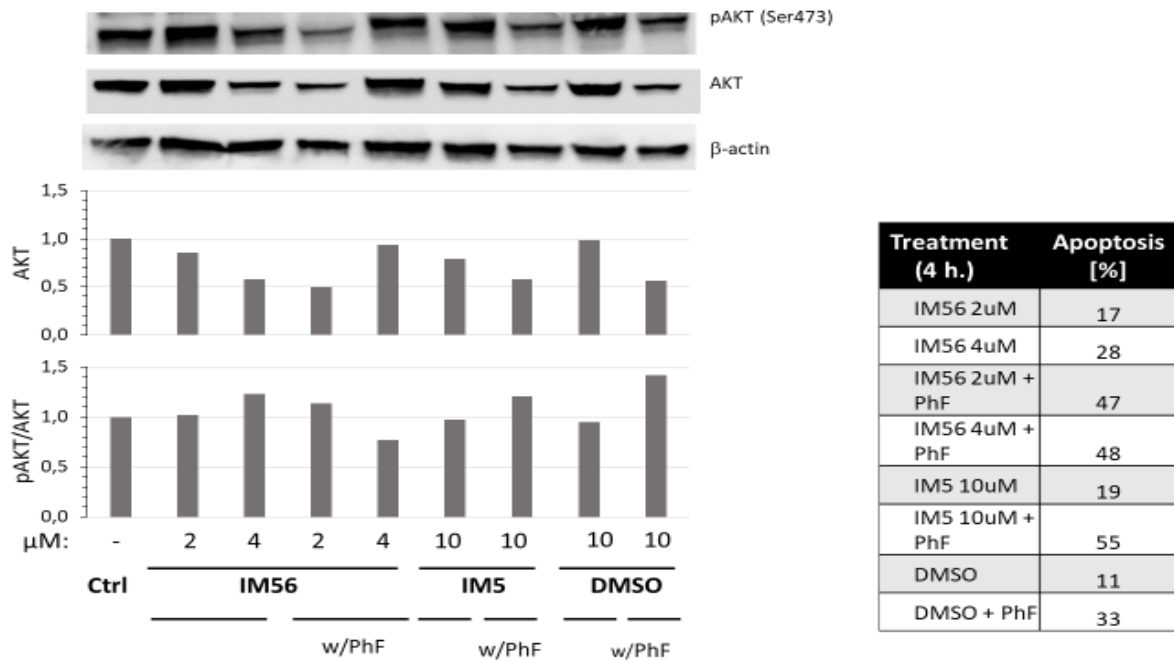 pAKT (Ser473)
AKT
β-actin
1,5
1,0
0,5
0,0
AKT
1,5
1,0
0,5
0,0
pAKT/AKT
μM: - 2 4 2 4 10 10 10 10
Ctrl IM56 IM5 DMSO
w/PhF w/PhF w/PhF
Treatment (4 h.) Apoptosis [%]
IM56 2uM 17
IM56 4uM 28
IM56 2uM + PhF 47
IM56 4uM + PhF 48
IM5 10uM 19
IM5 10uM + PhF 55
DMSO 11
DMSO + PhF 33